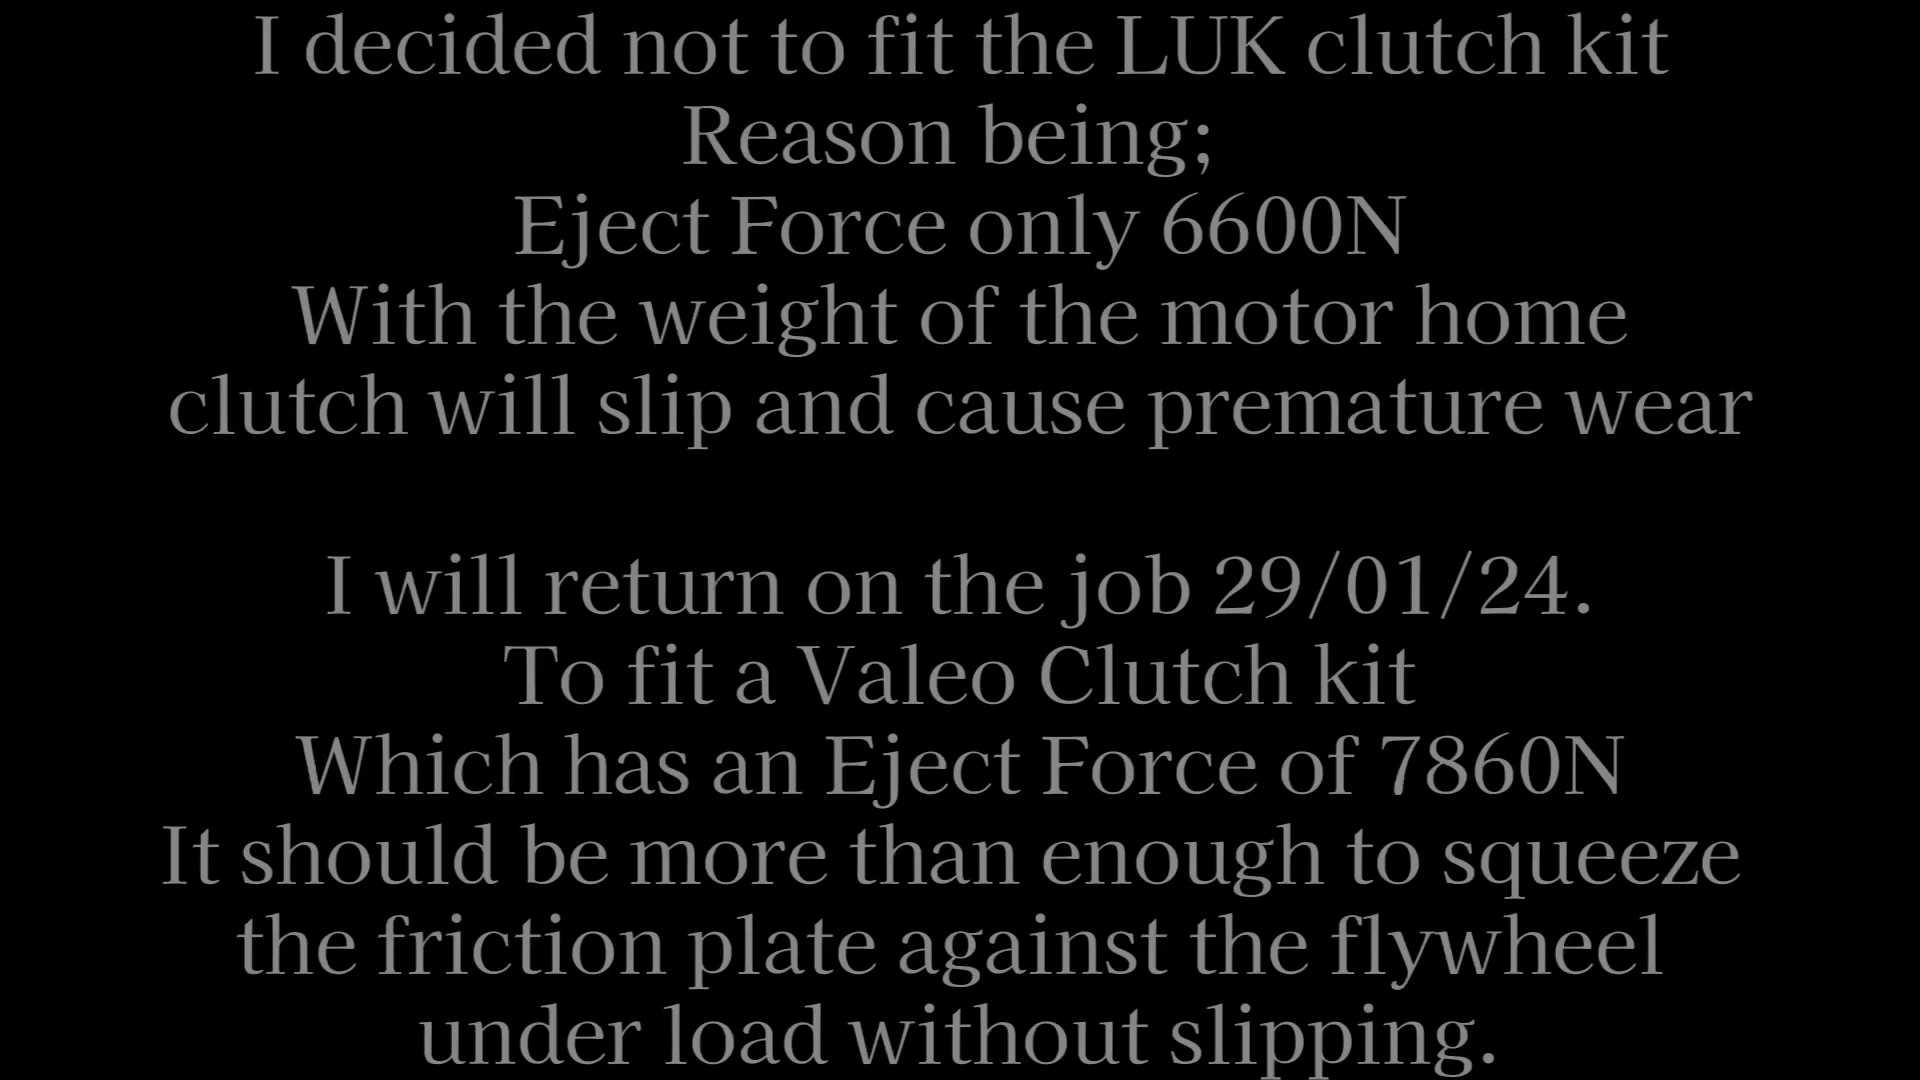 I decided not to fit the LUK clutch kit
Reason being;
Eject Force only 6600N
With the weight of the motor home
clutch will slip and cause premature wear
I will return on the job 29/01/24.
To fit a Valeo Clutch kit
Which has an Eject Force of 7860N
It should be more than enough to squeeze
the friction plate against the flywheel
under load without slipping.